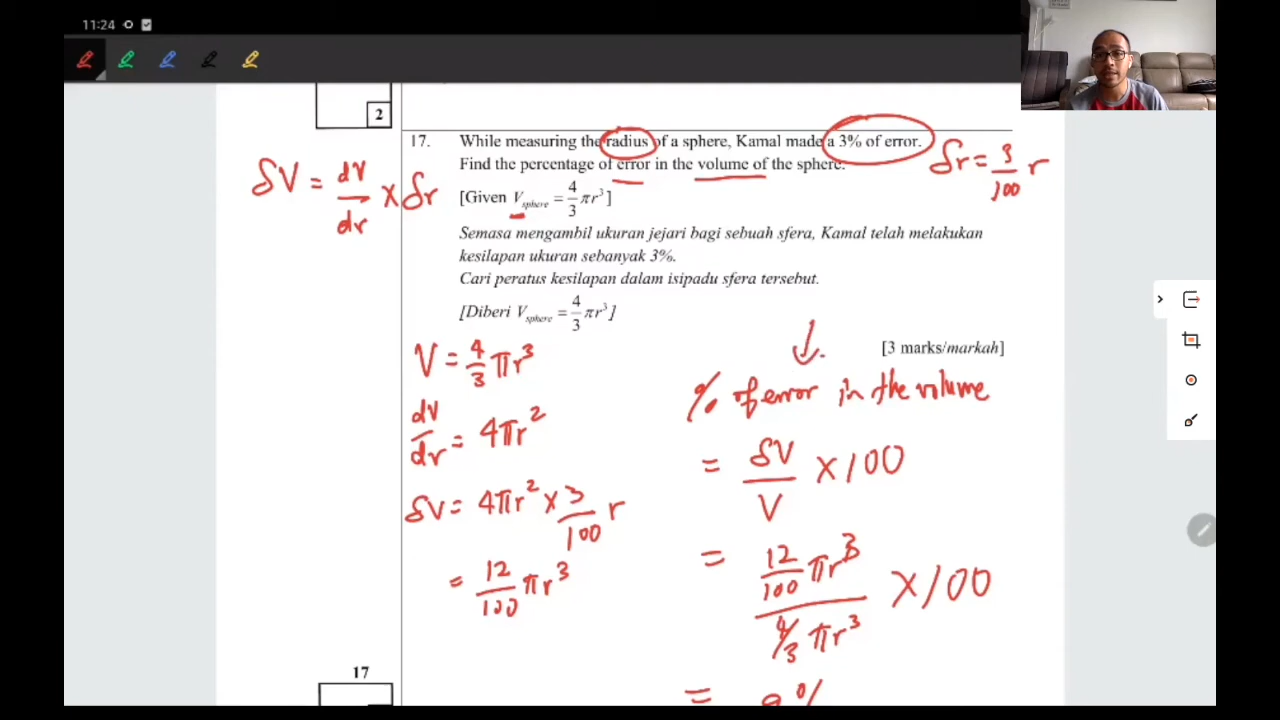 11:24
2
17. While measuring the radius of a sphere, Kamal made a 3% of error.
Find the percentage of error in the volume of the sphere.
[Given V_sphere = 4/3 πr³]
δr = 3/100 r
δV = dV/dr × δr
Semasa mengambil ukuran jejari bagi sebuah sfera, Kamal telah melakukan
kesilapan ukuran sebanyak 3%.
Cari peratus kesilapan dalam isipadu sfera tersebut.
[Diberi V_sphere = 4/3 πr³]
[3 marks/markah]
V = 4/3 πr³
dV/dr = 4πr²
δV = 4πr² × 3/100 r
= 12/100 πr³
% of error in the volume
= δV/V × 100
= (12/100 πr³)/(4/3 πr³) × 100
= 9%
17